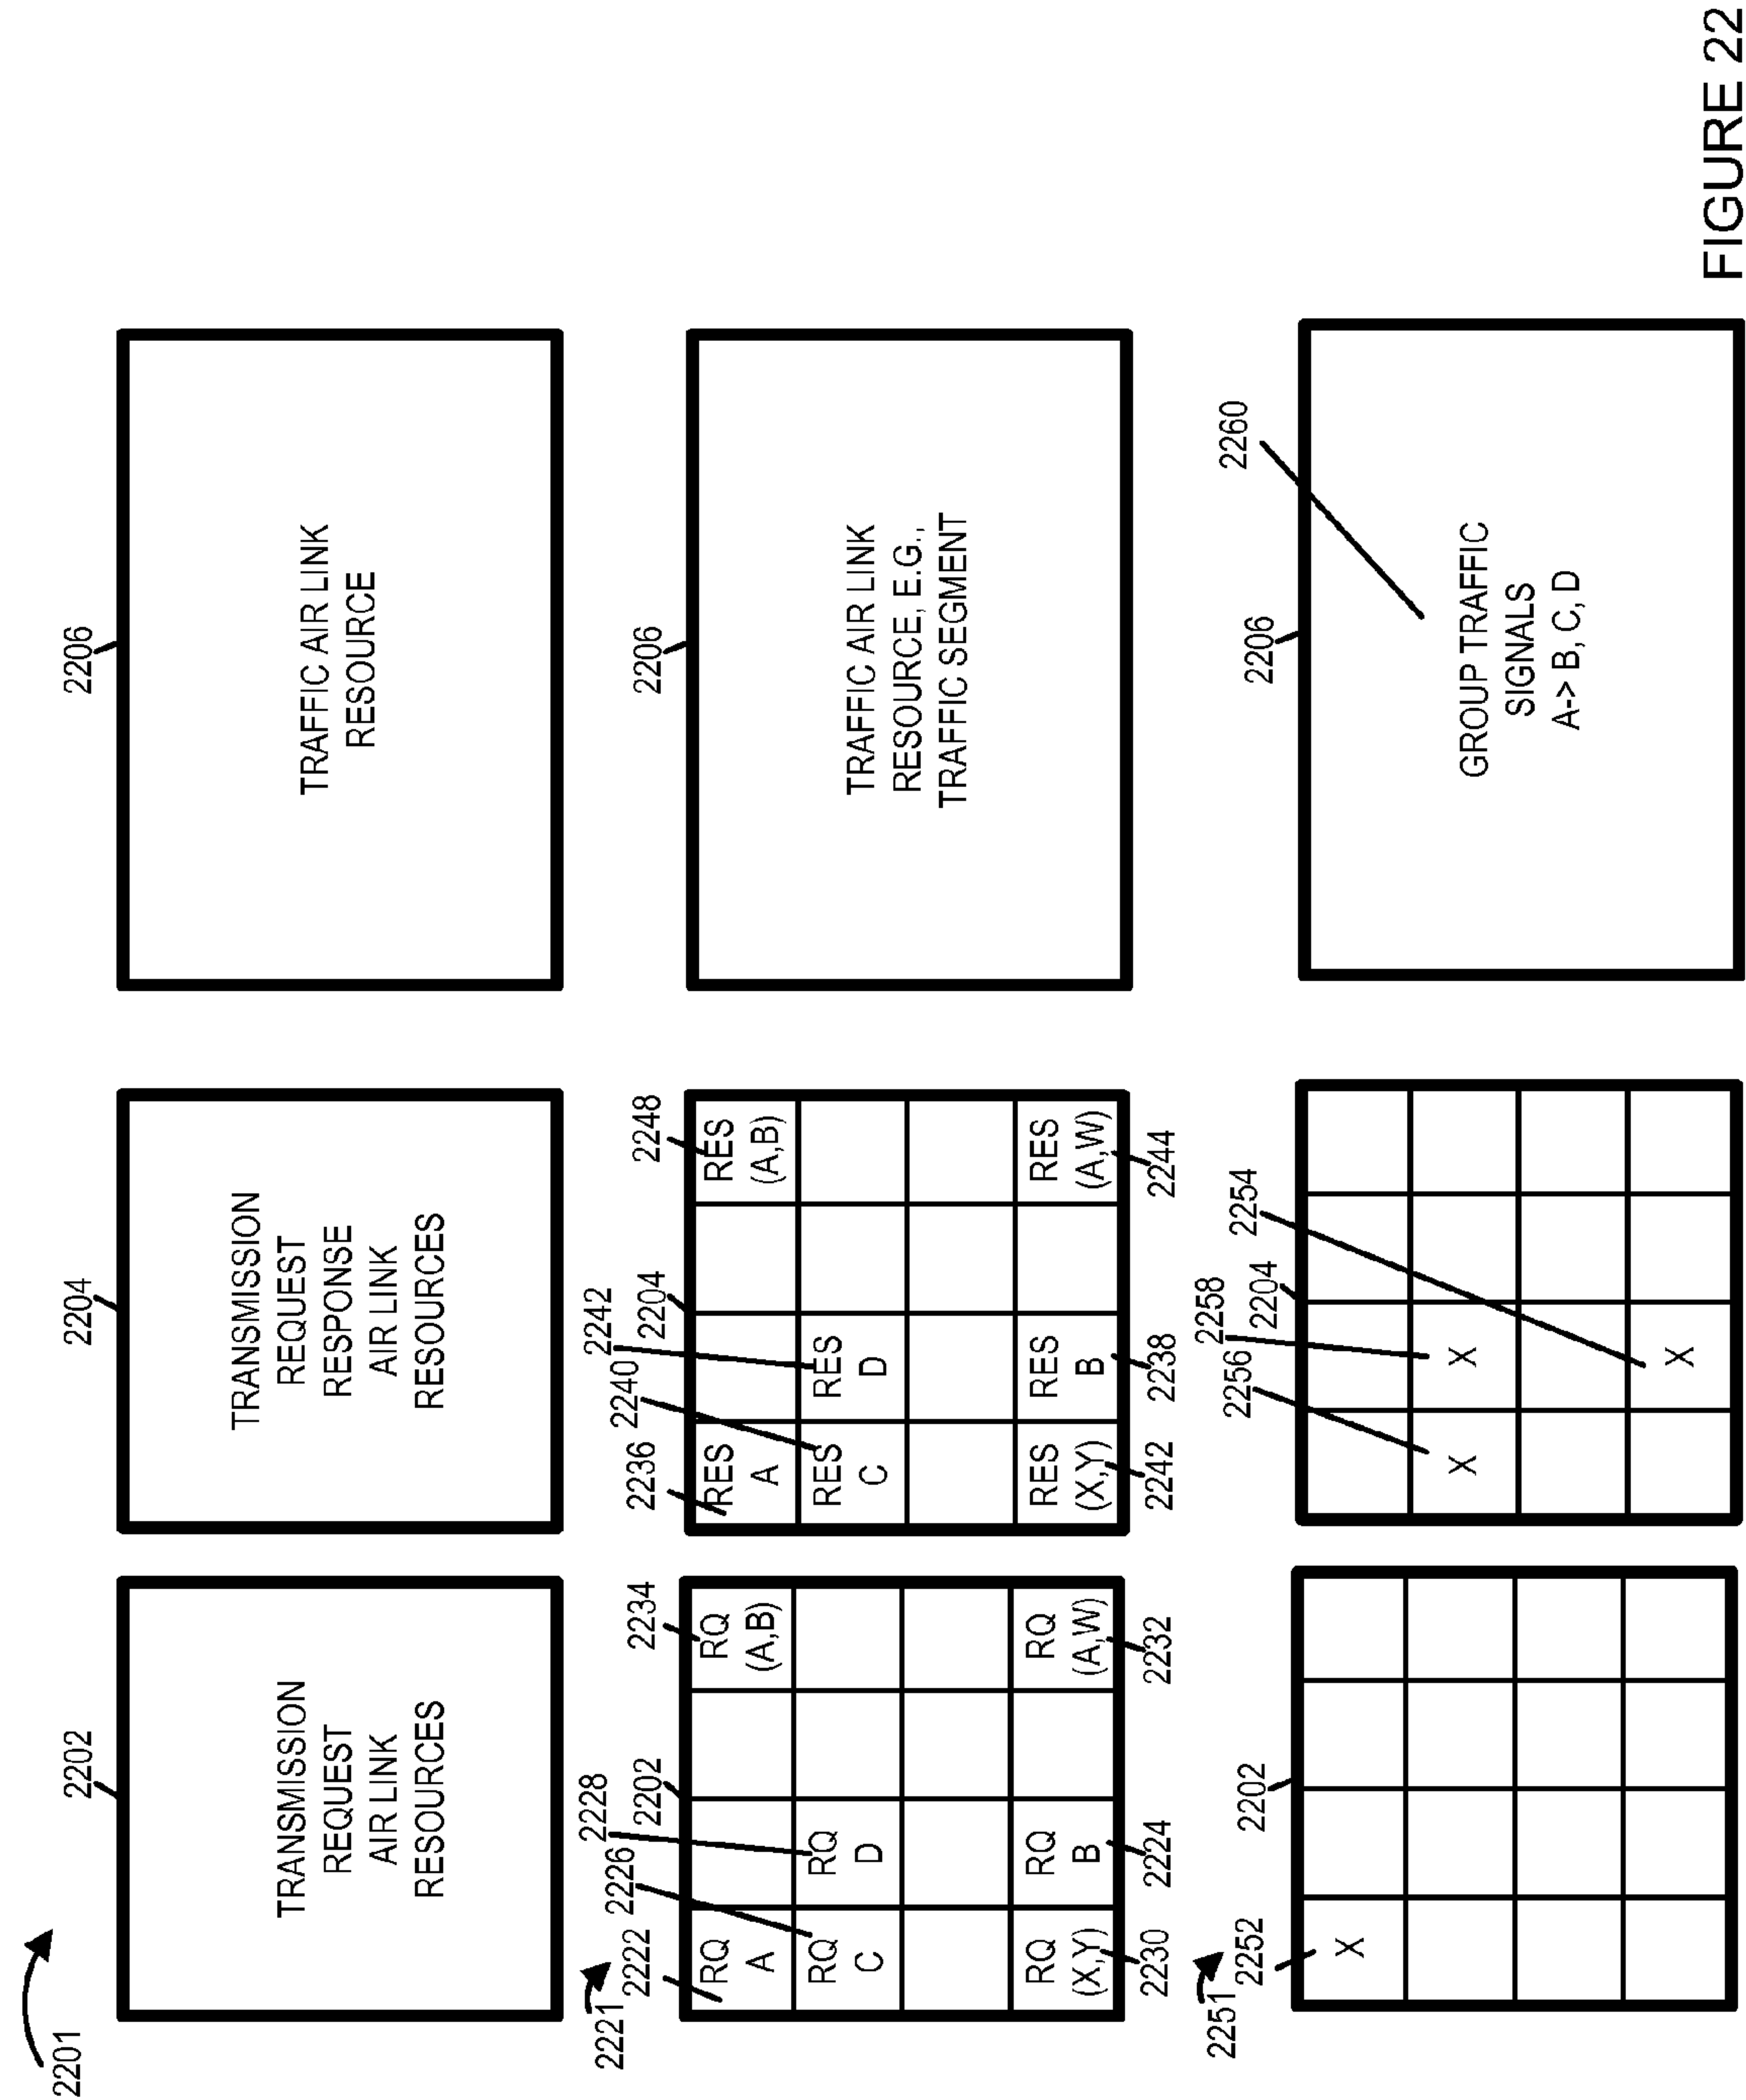 2201
2202
2204
2206
TRANSMISSION
REQUEST
AIR LINK
RESOURCES
TRANSMISSION
REQUEST
RESPONSE
AIR LINK
RESOURCES
TRAFFIC AIR LINK
RESOURCE
2221
2222
2226
2228
2202
2234
2236
2240
2242
2204
2248
2206
RQ
A
RQ
(A,B)
RQ
C
RQ
D
RQ
(X,Y)
RQ
B
RQ
(A,W)
2230
2224
2232
RES
A
RES
(A,B)
RES
C
RES
D
RES
(X,Y)
RES
B
RES
(A,W)
2242
2238
2244
TRAFFIC AIR LINK
RESOURCE, E.G.,
TRAFFIC SEGMENT
2251
2252
2202
2256
2258
2204
2254
2206
2260
X
X
X
X
GROUP TRAFFIC
SIGNALS
A-> B, C, D
FIGURE 22